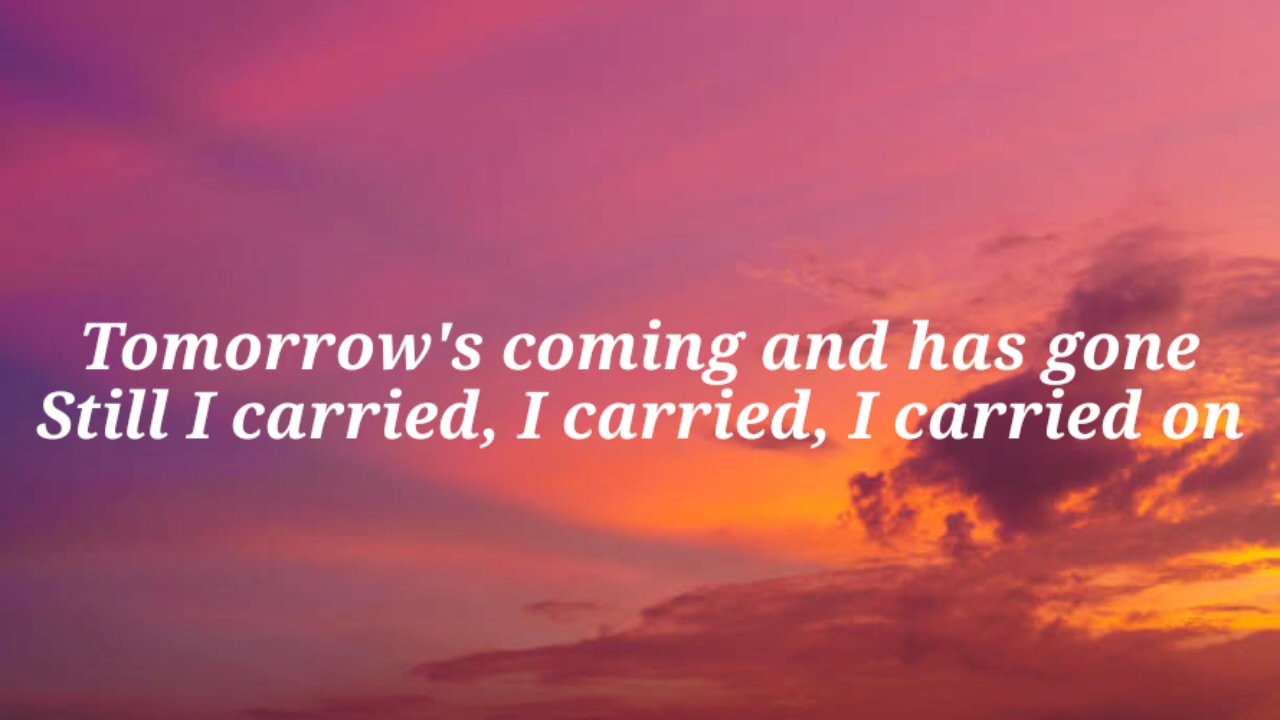 Tomorrow's coming and has gone
Still I carried, I carried, I carried on